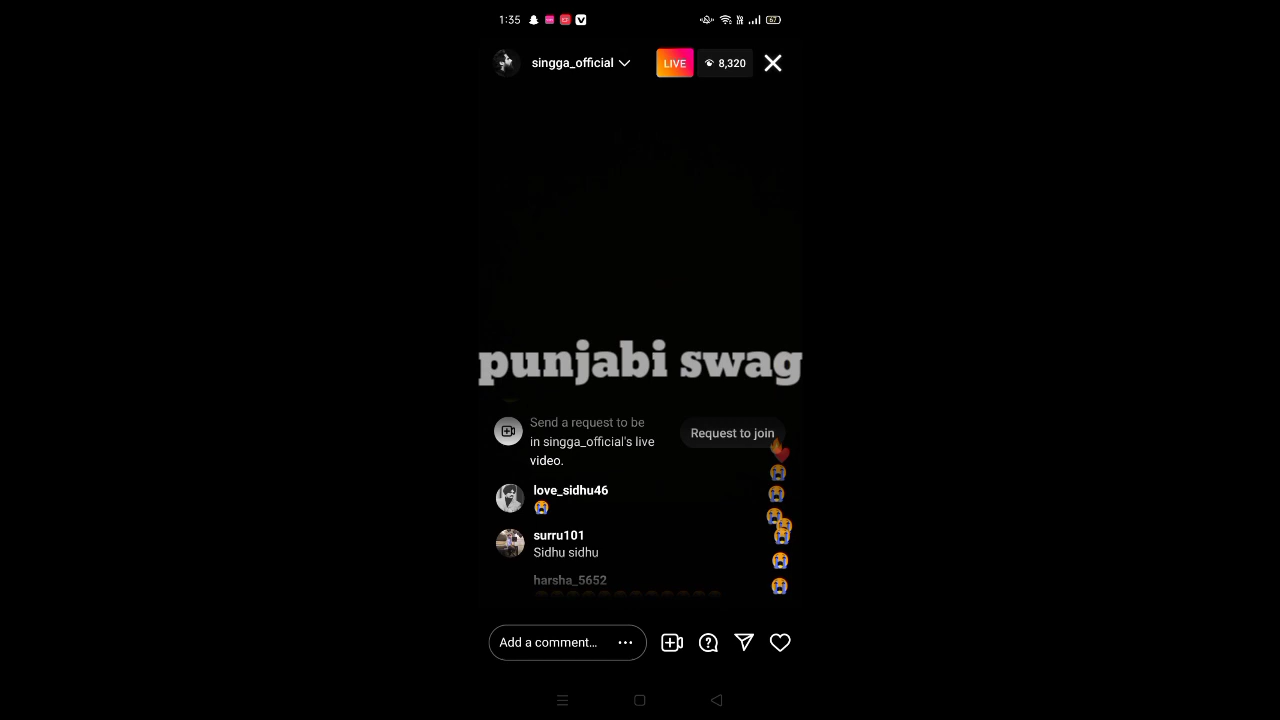 1:35
67
singga_official
LIVE
8,320
punjabi swag
Send a request to be
in singga_official's live
video.
Request to join
love_sidhu46
😭
surru101
Sidhu sidhu
harsha_5652
Add a comment...